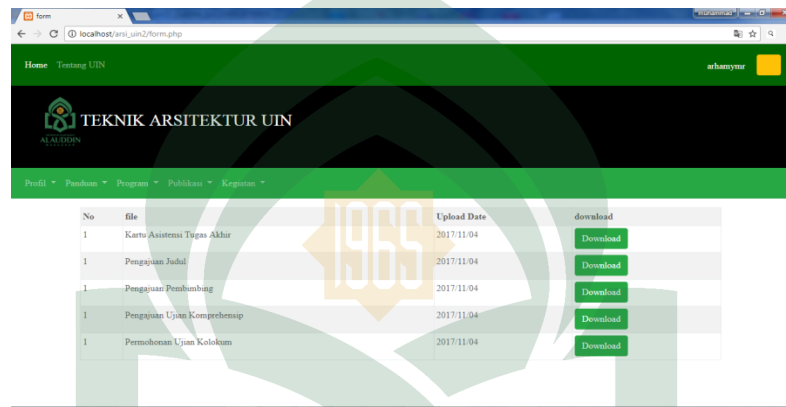 form
muhammad
localhost/arsi_uin2/form.php
Home Tentang UIN arhamymr
TEKNIK ARSITEKTUR UIN
ALAUDDIN
Profil Panduan Program Publikasi Kegiatan
No file Upload Date download
1 Kartu Asistensi Tugas Akhir 2017/11/04 Download
1 Pengajuan Judul 2017/11/04 Download
1 Pengajuan Pembimbing 2017/11/04 Download
1 Pengajuan Ujian Komprehensip 2017/11/04 Download
1 Permohonan Ujian Kolokum 2017/11/04 Download
1965